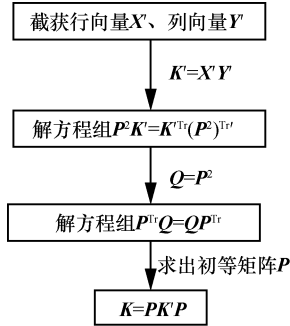 截获行向量X'、列向量Y'
K'=X'Y'
解方程组P²K'=K'ᵀʳ(P²)ᵀʳ'
Q=P²
解方程组PᵀʳQ=QPᵀʳ
求出初等矩阵P
K=PK'P